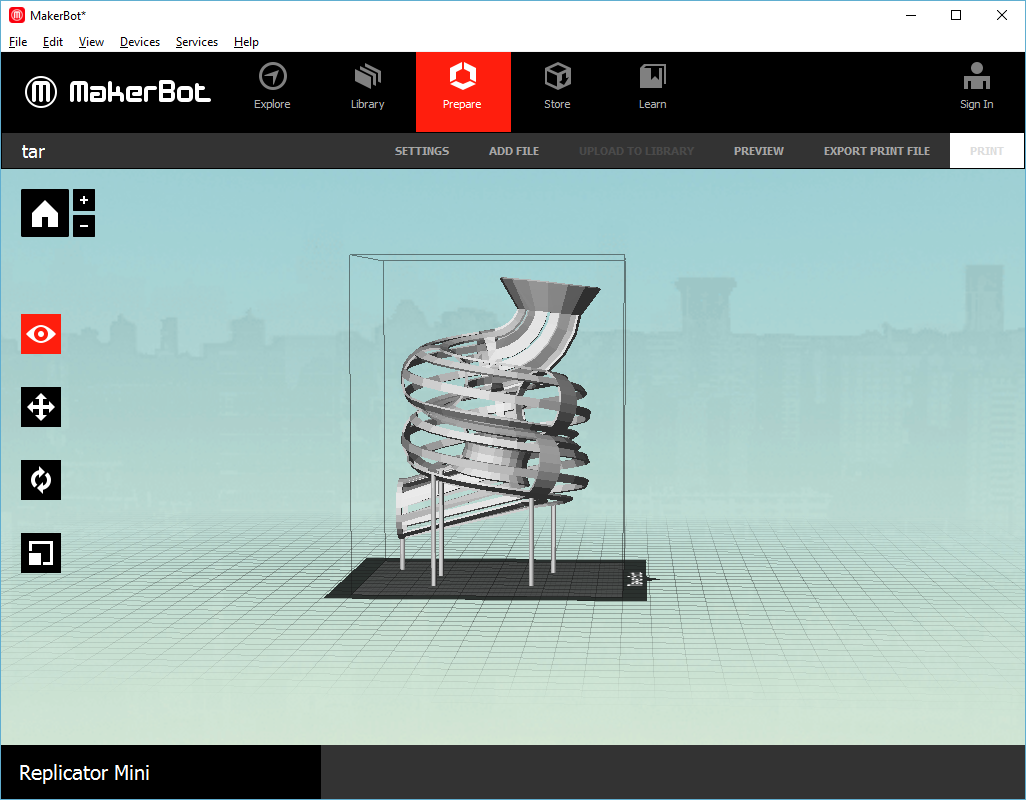 MakerBot*
File Edit View Devices Services Help
MakerBot
Explore Library Prepare Store Learn Sign In
tar SETTINGS ADD FILE UPLOAD TO LIBRARY PREVIEW EXPORT PRINT FILE PRINT
+
-
Replicator Mini